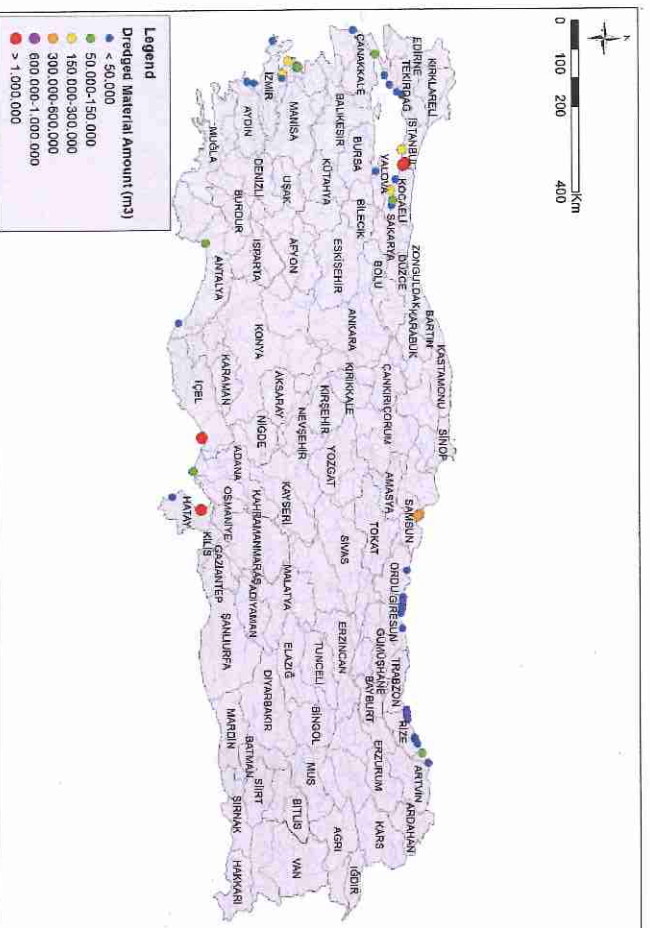 N
0 100 200 400 Km
KIRKLARELİ
EDİRNE
TEKİRDAĞ
İSTANBUL
KOCAELİ
YALOVA
SAKARYA
DÜZCE
ZONGULDAK
BARTIN
KARABÜK
KASTAMONU
SİNOP
SAMSUN
ORDU
GİRESUN
TRABZON
GÜMÜŞHANE
BAYBURT
RİZE
ARTVİN
ARDAHAN
KARS
IĞDIR
ÇANAKKALE
BALIKESİR
BURSA
BİLECİK
BOLU
ÇANKIRI
ÇORUM
AMASYA
TOKAT
SİVAS
ERZİNCAN
ERZURUM
AĞRI
KÜTAHYA
ESKİŞEHİR
ANKARA
KIRIKKALE
KIRŞEHİR
YOZGAT
TUNCELİ
BİNGÖL
MUŞ
BİTLİS
VAN
İZMİR
MANİSA
UŞAK
AFYON
NEVŞEHİR
AKSARAY
KAYSERİ
MALATYA
ELAZIĞ
DİYARBAKIR
BATMAN
SİİRT
AYDIN
DENİZLİ
BURDUR
ISPARTA
KONYA
NİĞDE
KAHRAMANMARAŞ
ADIYAMAN
MARDİN
ŞIRNAK
HAKKARİ
MUĞLA
ANTALYA
KARAMAN
İÇEL
ADANA
OSMANİYE
HATAY
KİLİS
GAZİANTEP
ŞANLIURFA
Legend
Dredged Material Amount (m3)
< 50.000
50.000-150.000
150.000-300.000
300.000-600.000
600.000-1.000.000
> 1.000.000